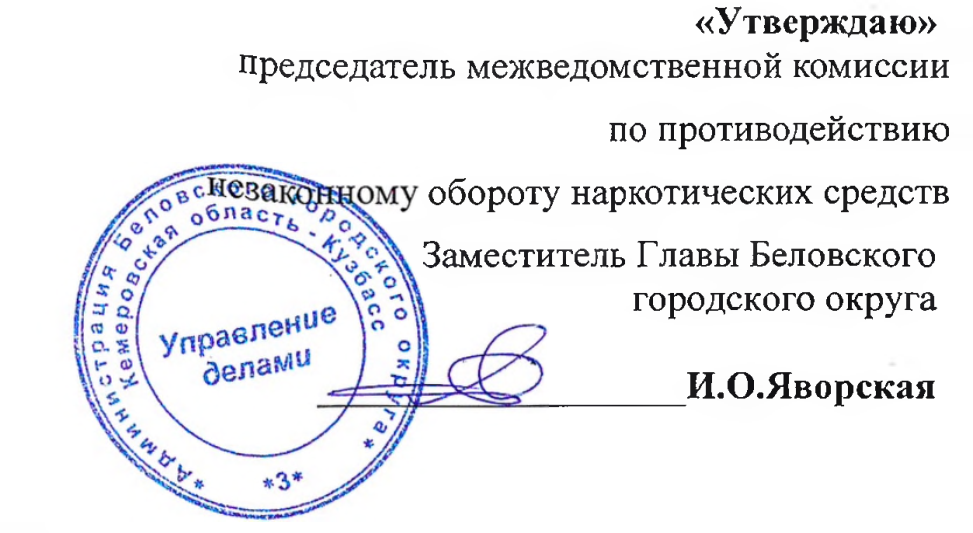 «Утверждаю»
председатель межведомственной комиссии
по противодействию
незаконному обороту наркотических средств
Заместитель Главы Беловского
городского округа
И.О.Яворская
*Администрация Беловского городского округа*
Кемеровская область - Кузбасс
Управление
делами
*3*